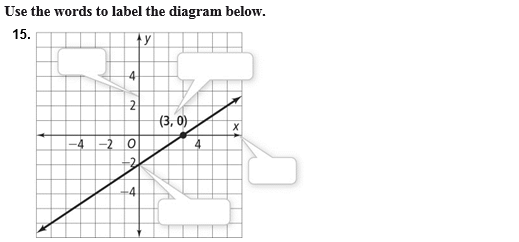 Use the words to label the diagram below.
15.
y
4
2
(3, 0)
x
-4 -2 O 4
-2
-4